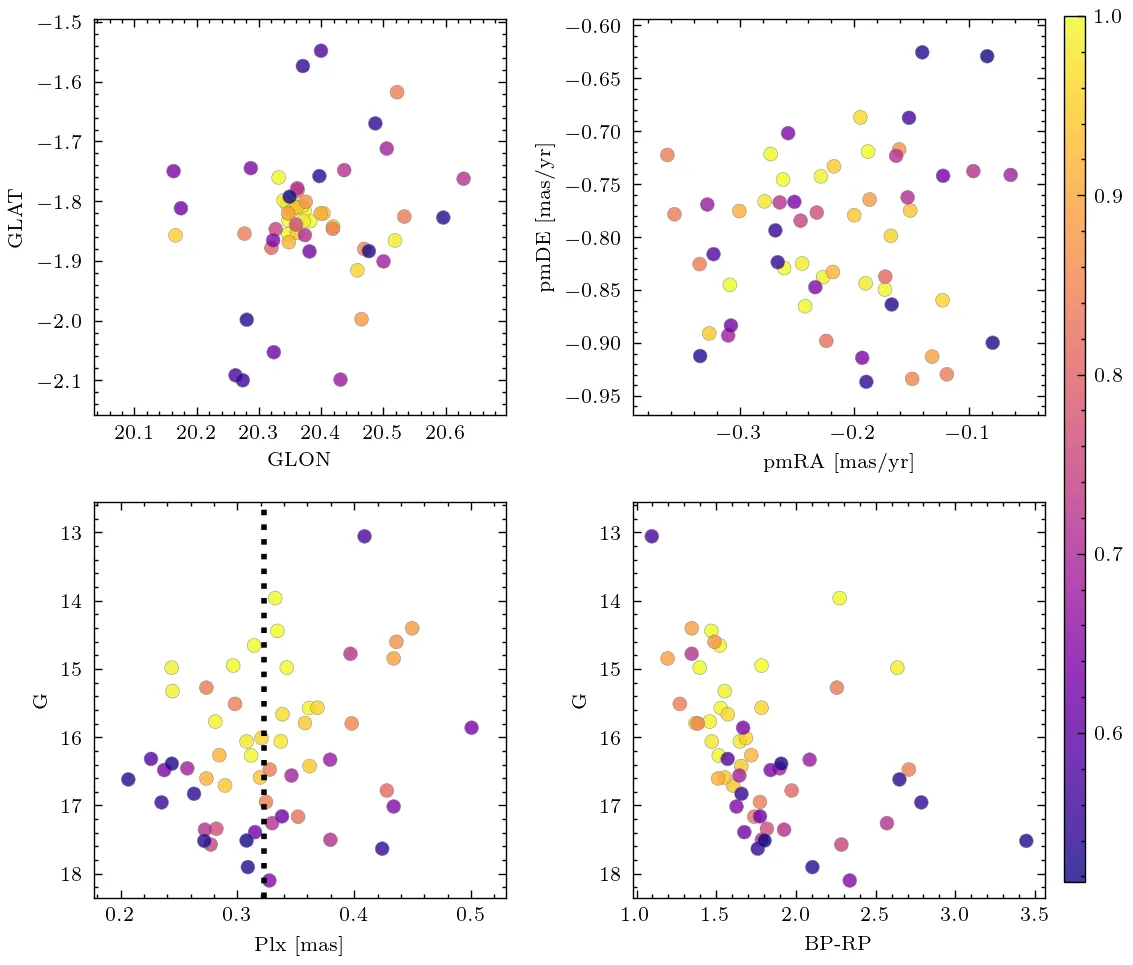 −1.5
−1.6
−1.7
−1.8
−1.9
−2.0
−2.1
GLAT
20.1 20.2 20.3 20.4 20.5 20.6
GLON
−0.60
−0.65
−0.70
−0.75
−0.80
−0.85
−0.90
−0.95
pmDE [mas/yr]
−0.3 −0.2 −0.1
pmRA [mas/yr]
1.0
0.9
0.8
0.7
0.6
13
14
15
16
17
18
G
0.2 0.3 0.4 0.5
Plx [mas]
13
14
15
16
17
18
G
1.0 1.5 2.0 2.5 3.0 3.5
BP-RP